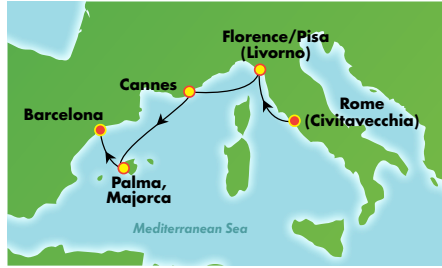 Florence/Pisa
(Livorno)
Cannes
Barcelona
Rome
(Civitavecchia)
Palma,
Majorca
Mediterranean Sea